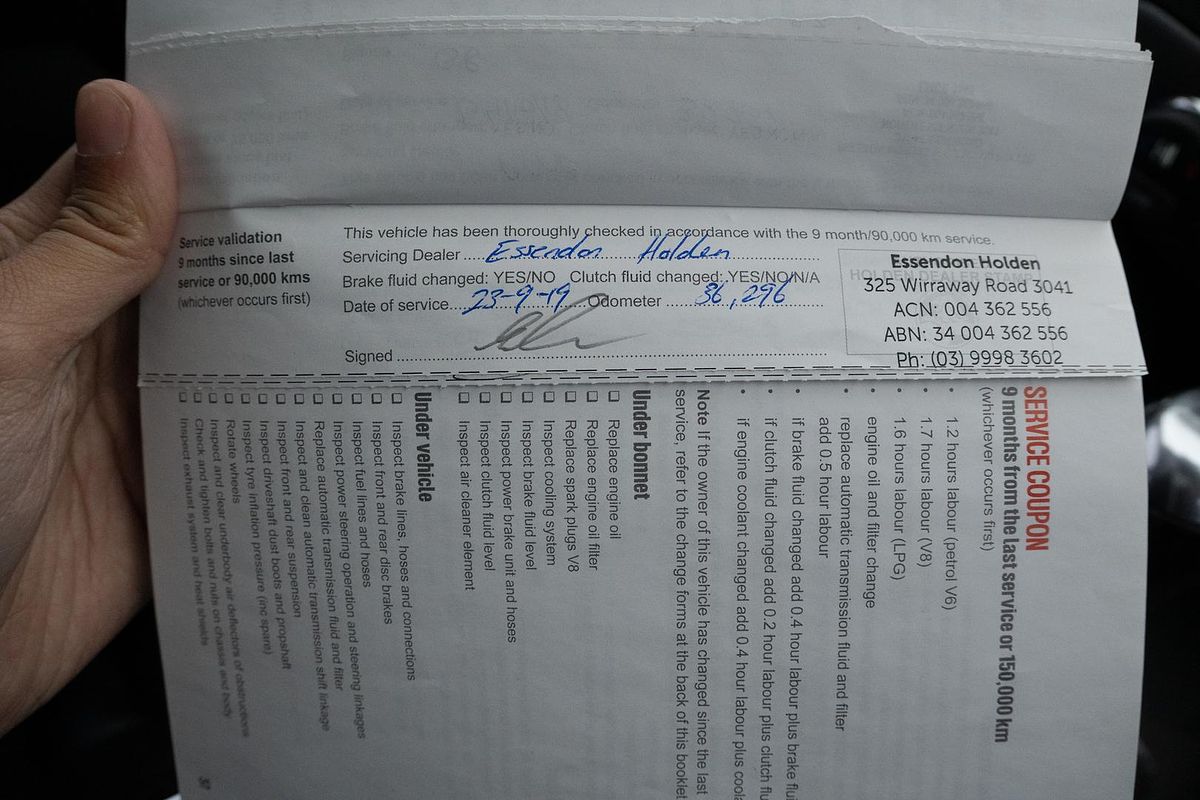 Service validation
9 months since last
service or 90,000 kms
(whichever occurs first)
This vehicle has been thoroughly checked in accordance with the 9 month/90,000 km service.
Servicing Dealer Essendon Holden
Brake fluid changed: YES/NO Clutch fluid changed: YES/NO/N/A
Date of service 23-9-19 odometer 36,296
Signed
HOLDEN DEALER STAMP
Essendon Holden
325 Wirraway Road 3041
ACN: 004 362 556
ABN: 34 004 362 556
Ph: (03) 9998 3602
SERVICE COUPON
9 months from the last service or 150,000 km
(whichever occurs first)
• 1.2 hours labour (petrol V6)
• 1.7 hours labour (V8)
• 1.6 hours labour (LPG)
• engine oil and filter change
• replace automatic transmission fluid and filter
add 0.5 hour labour
• if brake fluid changed add 0.4 hour labour plus brake flui
• if clutch fluid changed add 0.2 hour labour plus clutch flu
• if engine coolant changed add 0.4 hour labour plus coola
Note If the owner of this vehicle has changed since the last
service, refer to the change forms at the back of this booklet
Under bonnet
☐ Replace engine oil
☐ Replace engine oil filter
☐ Replace spark plugs V8
☐ Inspect cooling system
☐ Inspect brake fluid level
☐ Inspect power brake unit and hoses
☐ Inspect clutch fluid level
☐ Inspect air cleaner element
Under vehicle
☐ Inspect brake lines, hoses and connections
☐ Inspect front and rear disc brakes
☐ Inspect fuel lines and hoses
☐ Inspect power steering operation and steering linkages
☐ Replace automatic transmission fluid and filter
☐ Inspect and clean automatic transmission shift linkage
☐ Inspect front and rear suspension
☐ Inspect driveshaft dust boots and propshaft
☐ Inspect tyre inflation pressure (inc spare)
☐ Rotate wheels
☐ Inspect and clear underbody air deflectors of obstructions
☐ Check and tighten bolts and nuts on chassis and body
☐ Inspect exhaust system and heat shields